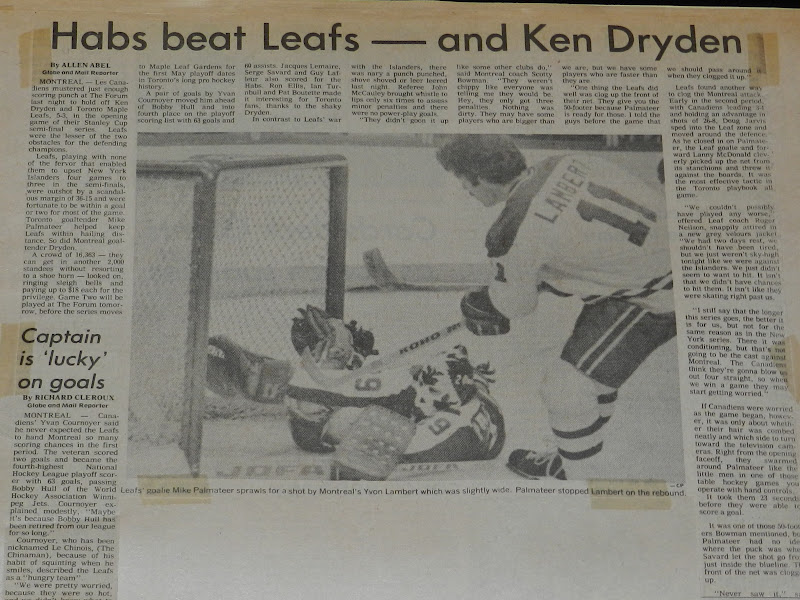 Habs beat Leafs — and Ken Dryden
By ALLEN ABEL
Globe and Mail Reporter
MONTREAL — Les Cana-
diens mustered just enough
scoring punch at The Forum
last night to hold off Ken
Dryden and Toronto Maple
Leafs, 5-3, in the opening
game of their Stanley Cup
semi-final series. Leafs
were the lesser of the two
obstacles for the defending
champions.
Leafs, playing with none
of the fervor that enabled
them to upset New York
Islanders four games to
three in the semi-finals,
were outshot by a scandal-
ous margin of 36-15 and were
fortunate to be within a goal
or two for most of the game.
Toronto goaltender Mike
Palmateer helped keep
Leafs within hailing dis-
tance. So did Montreal goal-
tender Dryden.
A crowd of 16,363 — they
can get in another 2,000
standees without resorting
to a shoe horn — looked on,
ringing sleigh bells and
paying up to $18 each for the
privilege. Game Two will be
played at The Forum tomor-
row, before the series moves
to Maple Leaf Gardens for
the first May playoff dates
in Toronto's long pro hockey
history.
A pair of goals by Yvan
Cournoyer moved him ahead
of Bobby Hull and into
fourth place on the playoff
scoring list with 63 goals and
assists. Jacques Lemaire,
Serge Savard and Guy Laf-
leur also scored for the
Habs. Ron Ellis, Ian Turn-
bull and Pat Boutette made it
interesting for Toronto
fans, thanks to the shaky
Dryden.
In contrast to Leafs' war
with the Islanders, there
was nary a punch punched,
stave shoved or leer leered
last night. Referee John
McCauley brought whistle to
lips only six times to assess
minor penalties and there
were no power-play goals.
"They didn't goon it up
like some other clubs do,"
said Montreal coach Scotty
Bowman. "They weren't
chippy like everyone was
telling me they would be.
Hey, they only got three
penalties. Nothing was
dirty. They may have some
players who are bigger than
we are, but we have some
players who are faster than
they are.
"One thing the Leafs did
well was clog up the front of
their net. They give you the
50-footer because Palmateer
is ready for those. I told the
guys before the game that
we should pass around it
when they clogged it up."
Leafs found another way
to clog the Montreal attack.
Early in the second period,
with Canadiens leading
and holding an advantage in
shots of 26-8, Doug Jarvis
sped into the Leaf zone and
moved around the defence.
As he closed in on Palmate-
er, the Leaf goalie and for-
ward Lanny McDonald clev-
erly picked up the net from
its stanchions and threw it
against the boards. It was
the most effective tactic in
the Toronto playbook all
game.
"We couldn't possibly
have played any worse,"
offered Leaf coach Roger
Neilson, snappily attired in
a new grey velours jacket.
"We had two days rest, we
shouldn't have been tired,
but we just weren't sky-high
tonight like we were against
the Islanders. We just didn't
seem to want to hit. It isn't
that we didn't have chances
to hit them. It isn't like they
were skating right past us.
"I still say that the longer
this series goes, the better it
is for us, but not for the
same reason as in the New
York series. There it was
conditioning, but that's not
going to be the case against
Montreal. The Canadiens
think they're gonna blow us
out four straight, so when
we win a game they may
start getting worried."
If Canadiens were worried
as the game began, howev-
er, it was only about wheth-
er their hair was combed
neatly and which side to turn
toward the television cam-
eras. Right from the opening
faceoff, they swarmed
around Palmateer like the
little men in one of those
table hockey games you
operate with hand controls.
It took them 23 seconds
before they were able to
score a goal.
It was one of those 50-foot-
ers Bowman mentioned, but
Palmateer had no idea
where the puck was when
Savard let the shot go from
just inside the blueline. The
front of the net was clogged
up.
"Never saw it,"
Captain
is 'lucky'
on goals
By RICHARD CLEROUX
Globe and Mail Reporter
MONTREAL — Cana-
diens' Yvan Cournoyer said
he never expected the Leafs
to hand Montreal so many
scoring chances in the first
period. The veteran scored
two goals and became the
fourth-highest National
Hockey League playoff scor-
er with 63 goals, passing
Bobby Hull of the World
Hockey Association Winni-
peg Jets. Cournoyer ex-
plained modestly, "Maybe
it's because Bobby Hull has
been retired from our league
for so long."
Cournoyer, who has been
nicknamed Le Chinois, (The
Chinaman), because of his
habit of squinting when he
smiles, described the Leafs
as a "hungry team".
"We were pretty worried,
because they were so hot,
LAMBERT
11
KOHO
JOFA
JOFA
Leafs' goalie Mike Palmateer sprawls for a shot by Montreal's Yvon Lambert which was slightly wide. Palmateer stopped Lambert on the rebound.